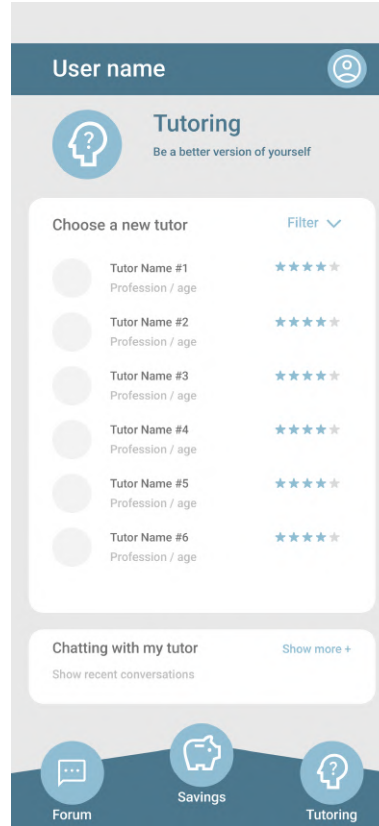 User name
Tutoring
Be a better version of yourself
Choose a new tutor
Filter
Tutor Name #1
Profession / age
Tutor Name #2
Profession / age
Tutor Name #3
Profession / age
Tutor Name #4
Profession / age
Tutor Name #5
Profession / age
Tutor Name #6
Profession / age
Chatting with my tutor
Show more +
Show recent conversations
Forum
Savings
Tutoring